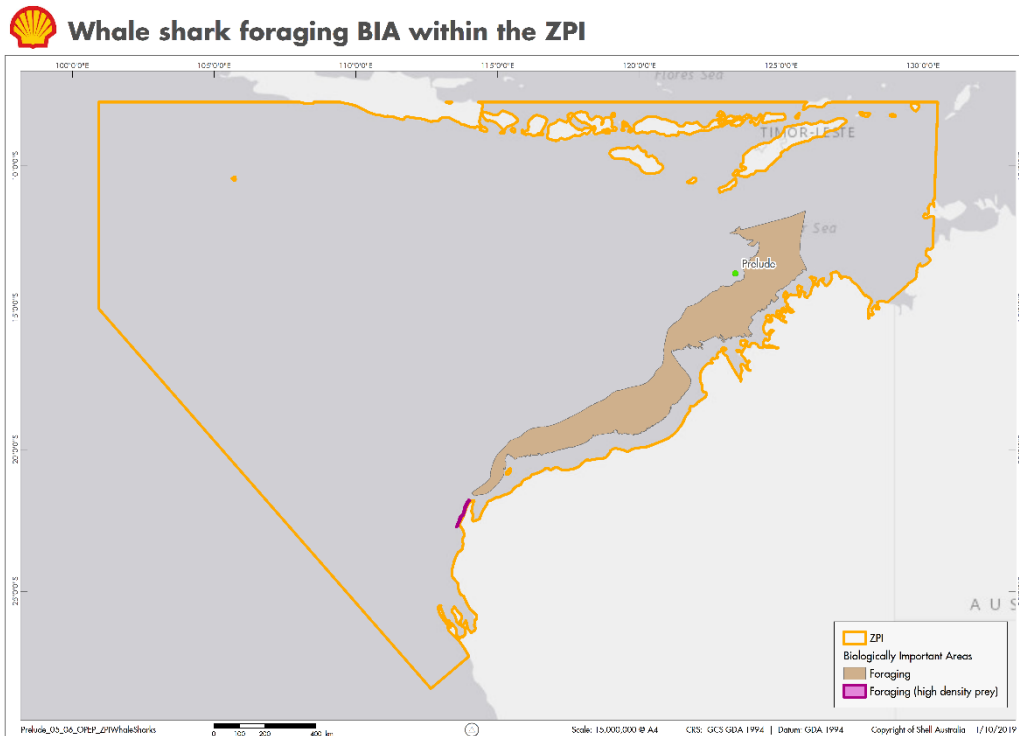 Whale shark foraging BIA within the ZPI
100°0'0"E 105°0'0"E 110°0'0"E 115°0'0"E 120°0'0"E 125°0'0"E 130°0'0"E
Flores Sea
TIMOR-LESTE
10°0'0"S
Sea
Prelude
15°0'0"S
20°0'0"S
25°0'0"S
AUS
ZPI
Biologically Important Areas
Foraging
Foraging (high density prey)
0 100 200 400 km
Prelude_05_06_OPEP_ZPIWhaleSharks
Scale: 15,000,000 @ A4 CRS: GCS GDA 1994 | Datum: GDA 1994 Copyright of Shell Australia 1/10/2019